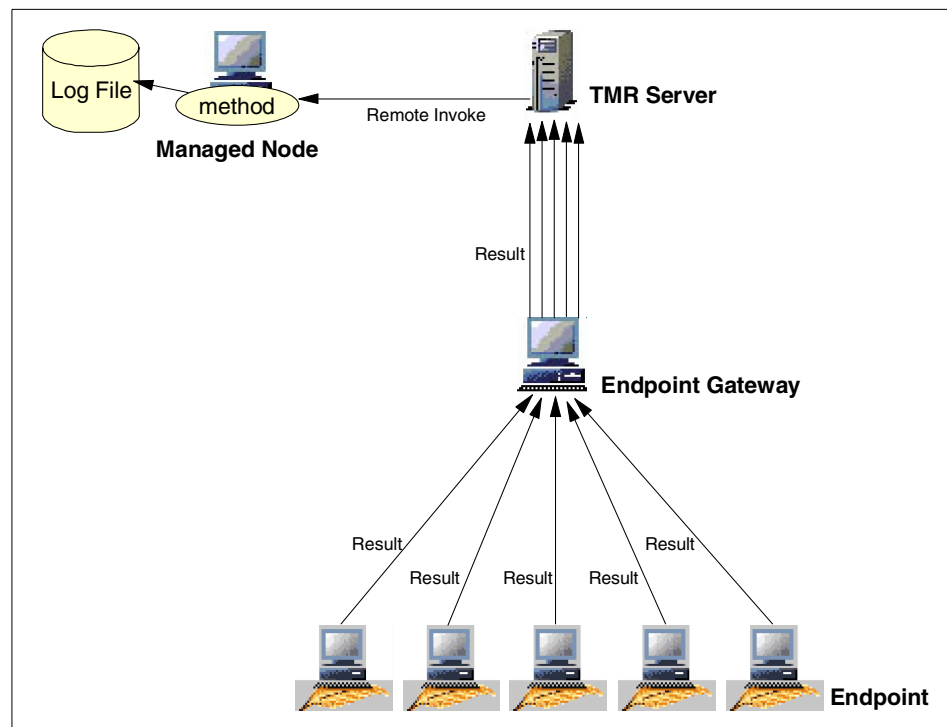 Log File
method
Managed Node
Remote Invoke
TMR Server
Result
Endpoint Gateway
Result
Result
Result
Result
Result
Endpoint